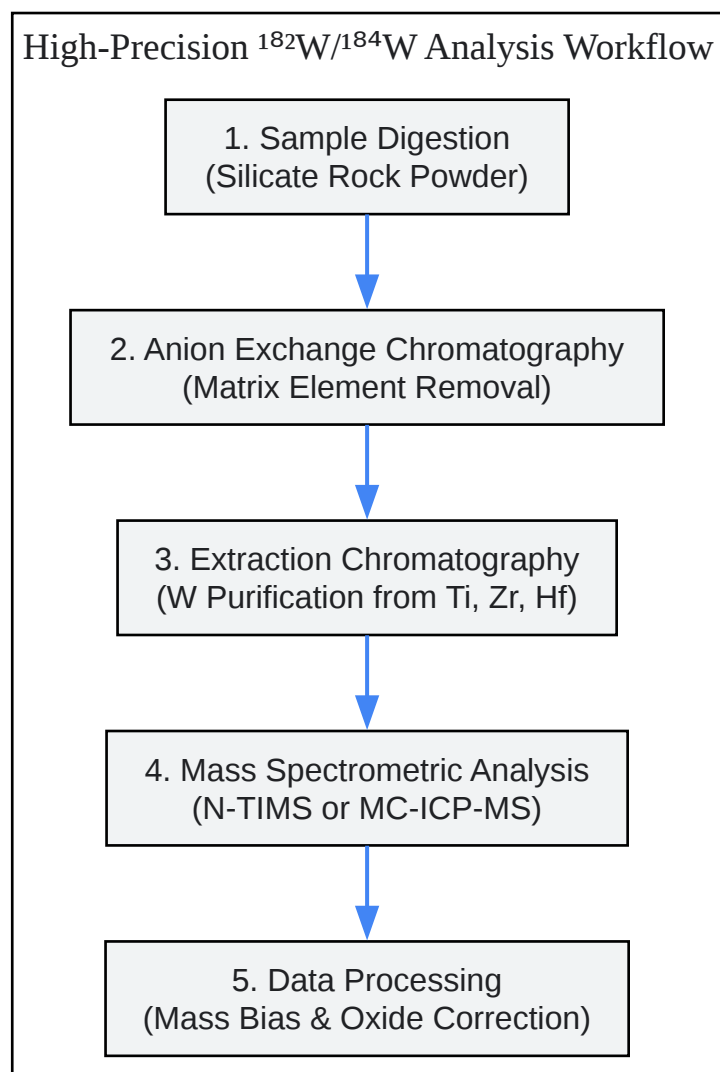 High-Precision ¹⁸²W/¹⁸⁴W Analysis Workflow
1. Sample Digestion
(Silicate Rock Powder)
2. Anion Exchange Chromatography
(Matrix Element Removal)
3. Extraction Chromatography
(W Purification from Ti, Zr, Hf)
4. Mass Spectrometric Analysis
(N-TIMS or MC-ICP-MS)
5. Data Processing
(Mass Bias & Oxide Correction)